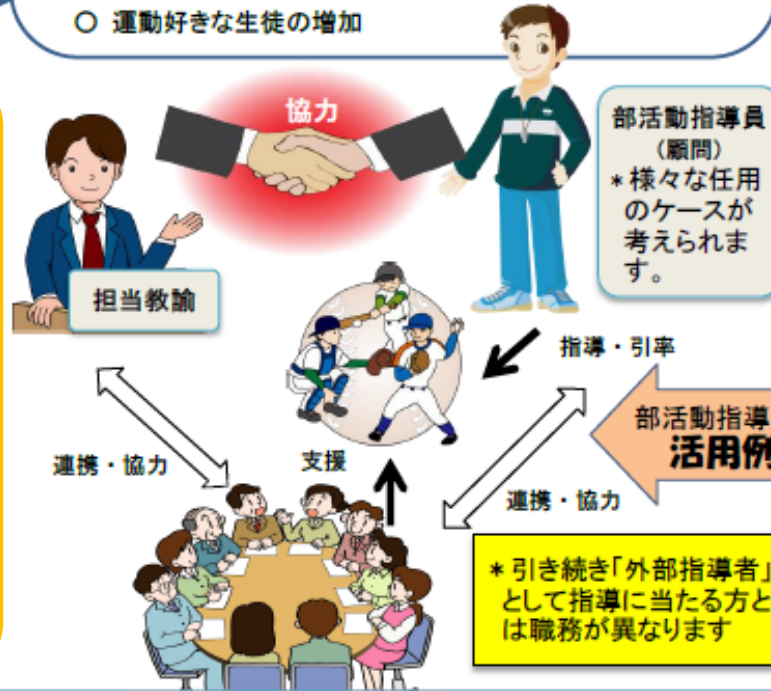 ○ 運動好きな生徒の増加
協力
部活動指導員
(顧問)
*様々な任用
のケースが
考えられま
す。
担当教諭
指導・引率
部活動指導
活用例
連携・協力
支援
連携・協力
*引き続き「外部指導者」
として指導に当たる方と
は職務が異なります